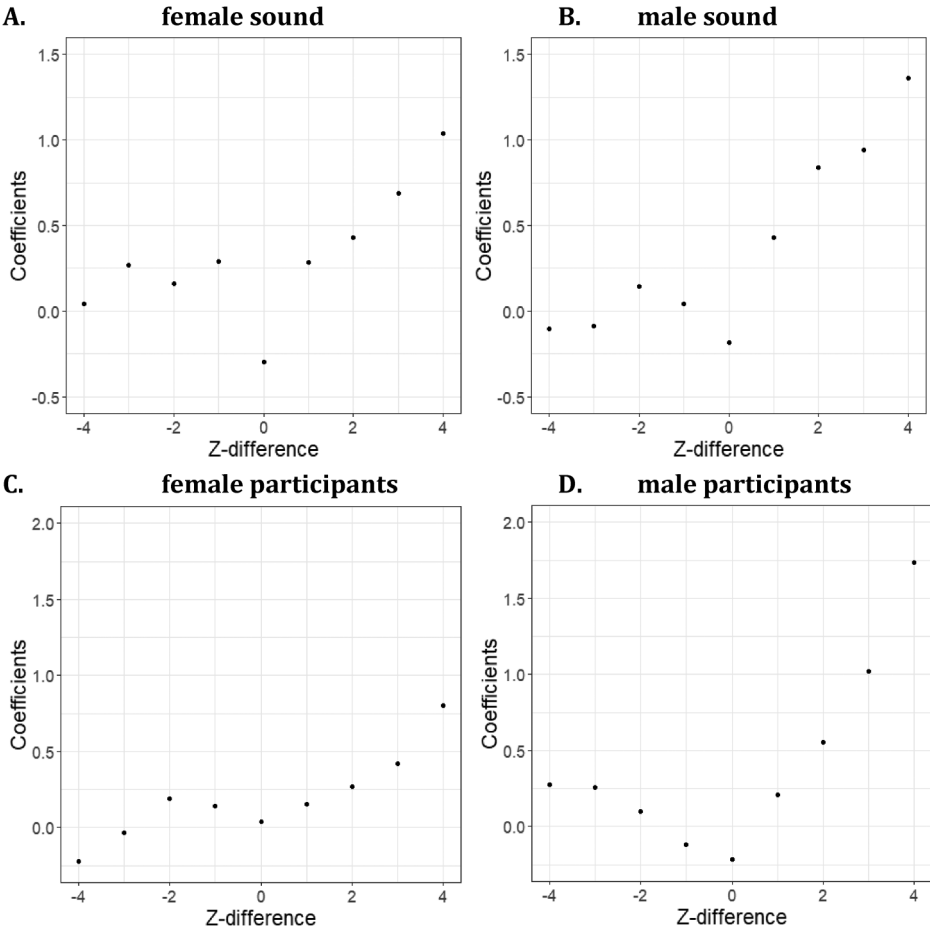 A. female sound
B. male sound
1.5
1.0
0.5
0.0
-0.5
Coefficients
-4 -2 0 2 4
Z-difference
1.5
1.0
0.5
0.0
-0.5
Coefficients
-4 -2 0 2 4
Z-difference
C. female participants
D. male participants
2.0
1.5
1.0
0.5
0.0
Coefficients
-4 -2 0 2 4
Z-difference
2.0
1.5
1.0
0.5
0.0
Coefficients
-4 -2 0 2 4
Z-difference